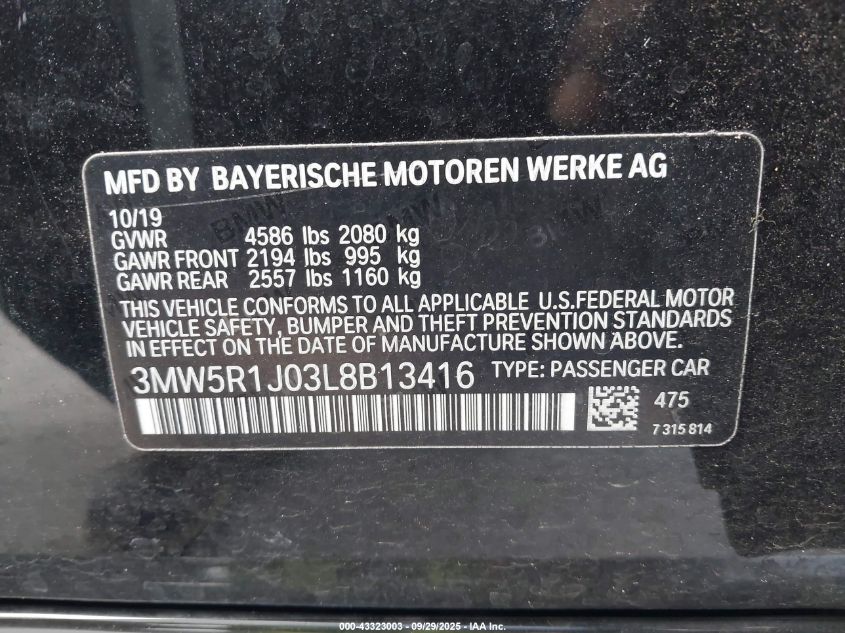 MFD BY BAYERISCHE MOTOREN WERKE AG
10/19
GVWR 4586 lbs 2080 kg
GAWR FRONT 2194 lbs 995 kg
GAWR REAR 2557 lbs 1160 kg
THIS VEHICLE CONFORMS TO ALL APPLICABLE U.S.FEDERAL MOTOR
VEHICLE SAFETY, BUMPER AND THEFT PREVENTION STANDARDS
IN EFFECT ON THE DATE OF MANUFACTURE SHOWN ABOVE.
3MW5R1J03L8B13416 TYPE: PASSENGER CAR
475
7 315 814
000-43323003 - 09/29/2025 - IAA Inc.